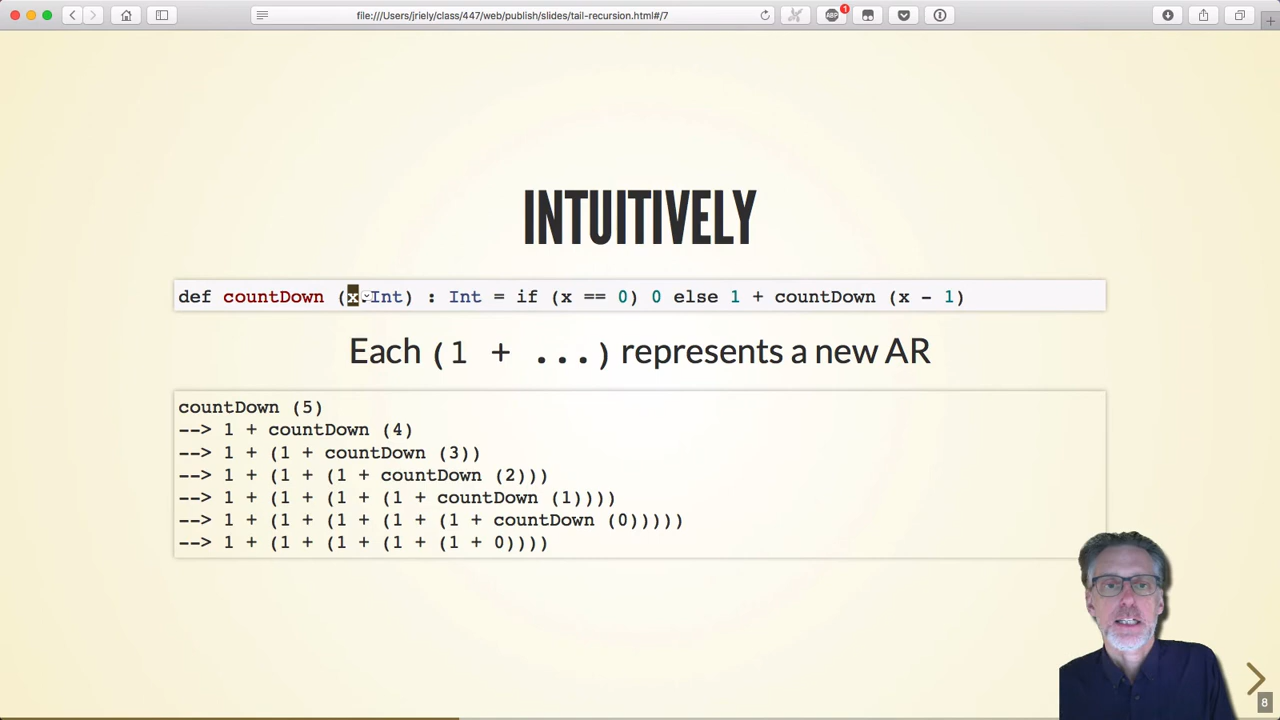 file:///Users/jriely/class/447/web/publish/slides/tail-recursion.html#/7
ABP
1
INTUITIVELY
def countDown (x:Int) : Int = if (x == 0) 0 else 1 + countDown (x - 1)
Each (1 + ...) represents a new AR
countDown (5)
--> 1 + countDown (4)
--> 1 + (1 + countDown (3))
--> 1 + (1 + (1 + countDown (2)))
--> 1 + (1 + (1 + (1 + countDown (1))))
--> 1 + (1 + (1 + (1 + (1 + countDown (0)))))
--> 1 + (1 + (1 + (1 + (1 + 0))))
8